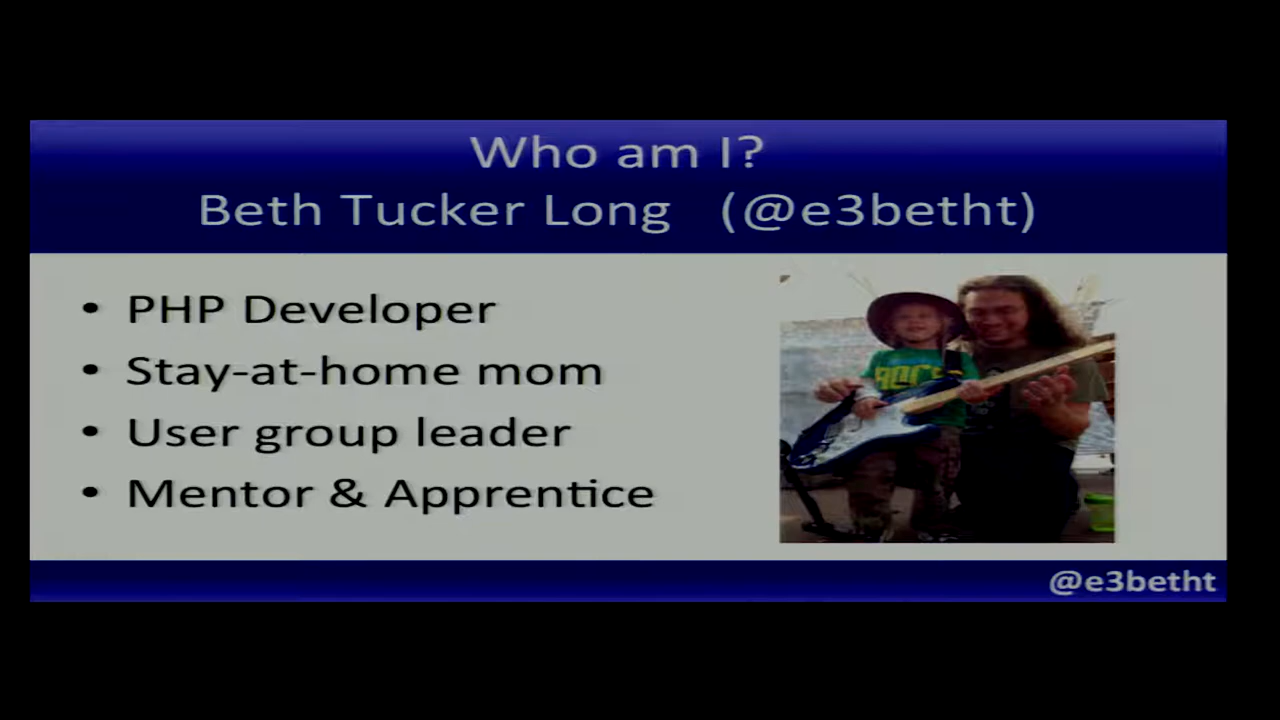 Who am I?
Beth Tucker Long (@e3betht)
• PHP Developer
• Stay-at-home mom
• User group leader
• Mentor & Apprentice
@e3betht